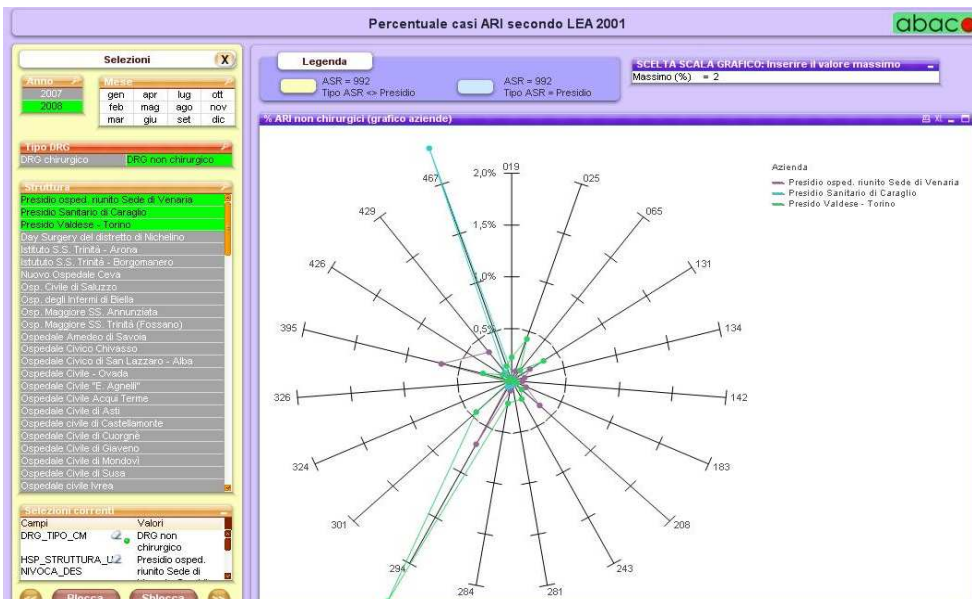 Percentuale casi ARI secondo LEA 2001
abaco
Selezioni
X
Anno
2007
2008
Mese
gen apr lug ott
feb mag ago nov
mar giu set dic
Tipo DRG
DRG chirurgico DRG non chirurgico
Struttura
Presidio osped. riunito Sede di Venaria
Presidio Sanitario di Caraglio
Presido Valdese - Torino
Day Surgery del distretto di Nichelino
Istituto S.S. Trinità - Arona
Istututo S.S. Trinità - Borgomanero
Nuovo Ospedale Ceva
Osp. Civile di Saluzzo
Osp. degli Infermi di Biella
Osp. Maggiore SS. Annunziata
Osp. Maggiore SS. Trinità (Fossano)
Ospedale Amedeo di Savoia
Ospedale Civico Chivasso
Ospedale Civico di San Lazzaro - Alba
Ospedale Civile - Ovada
Ospedale Civile "E. Agnelli"
Ospedale Civile Acqui Terme
Ospedale Civile di Asti
Ospedale civile di Castellamonte
Ospedale Civile di Cuorgnè
Ospedale Civile di Giaveno
Ospedale Civile di Mondovì
Ospedale Civile di Susa
Ospedale civile Ivrea
Selezioni correnti
Campi Valori
DRG_TIPO_CM DRG non
chirurgico
HSP_STRUTTURA_U Presidio osped.
NIVOCA_DES riunito Sede di
<< Blocca Sblocca >>
Legenda
ASR = 992
Tipo ASR <> Presidio
ASR = 992
Tipo ASR = Presidio
SCELTA SCALA GRAFICO: Inserire il valore massimo
Massimo (%) = 2
% ARI non chirurgici (grafico aziende)
XL
Azienda
Presidio osped. riunito Sede di Venaria
Presidio Sanitario di Caraglio
Presido Valdese - Torino
2,0%
1,5%
1,0%
0,5%
019
025
065
131
134
142
183
208
243
281
284
294
301
324
326
395
426
429
467